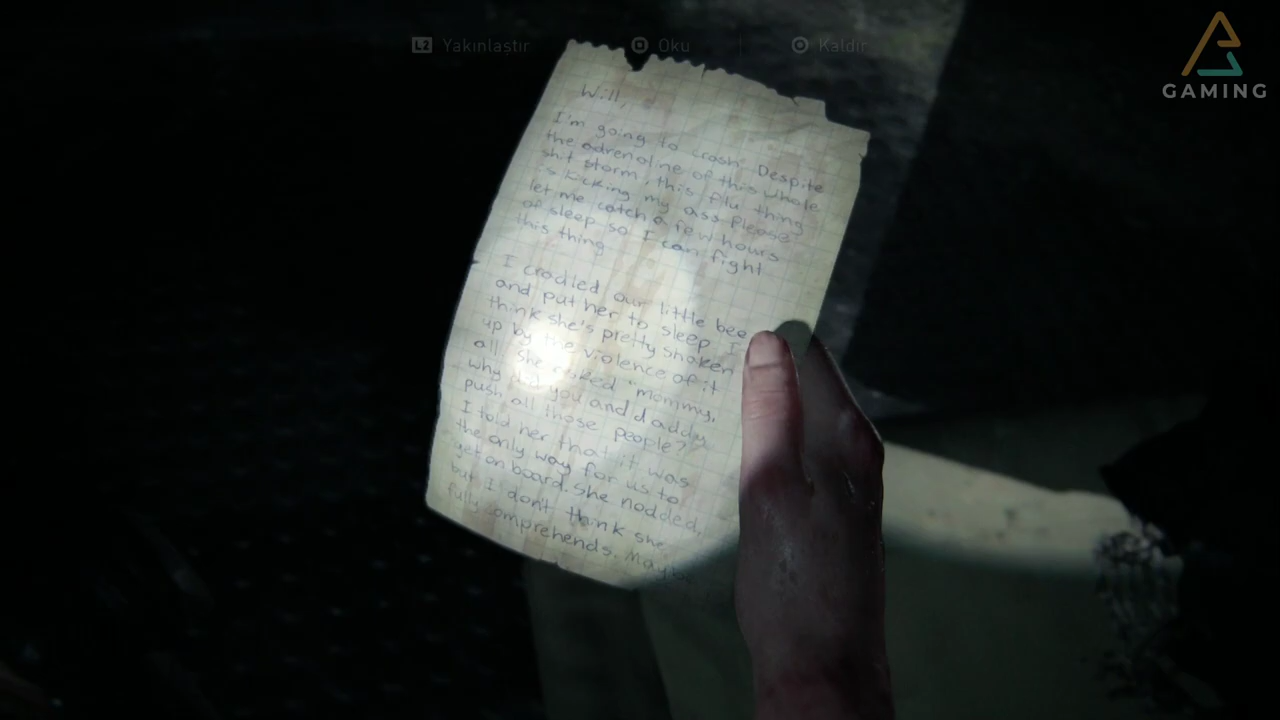 L2 Yakınlaştır Oku Kaldır
GAMING
Will,
I'm going to crash. Despite
the adrenaline of this whole
shit storm, this flu thing
is kicking my ass. Please
let me catch a few hours
of sleep so I can fight
this thing
I cradled our little bee
and put her to sleep. I
think she's pretty shaken
up by the violence of it
all. She asked "mommy,
why did you and daddy
push all those people?"
I told her that it was
the only way for us to
get on board. She nodded,
but I don't think she
fully comprehends. Maybe